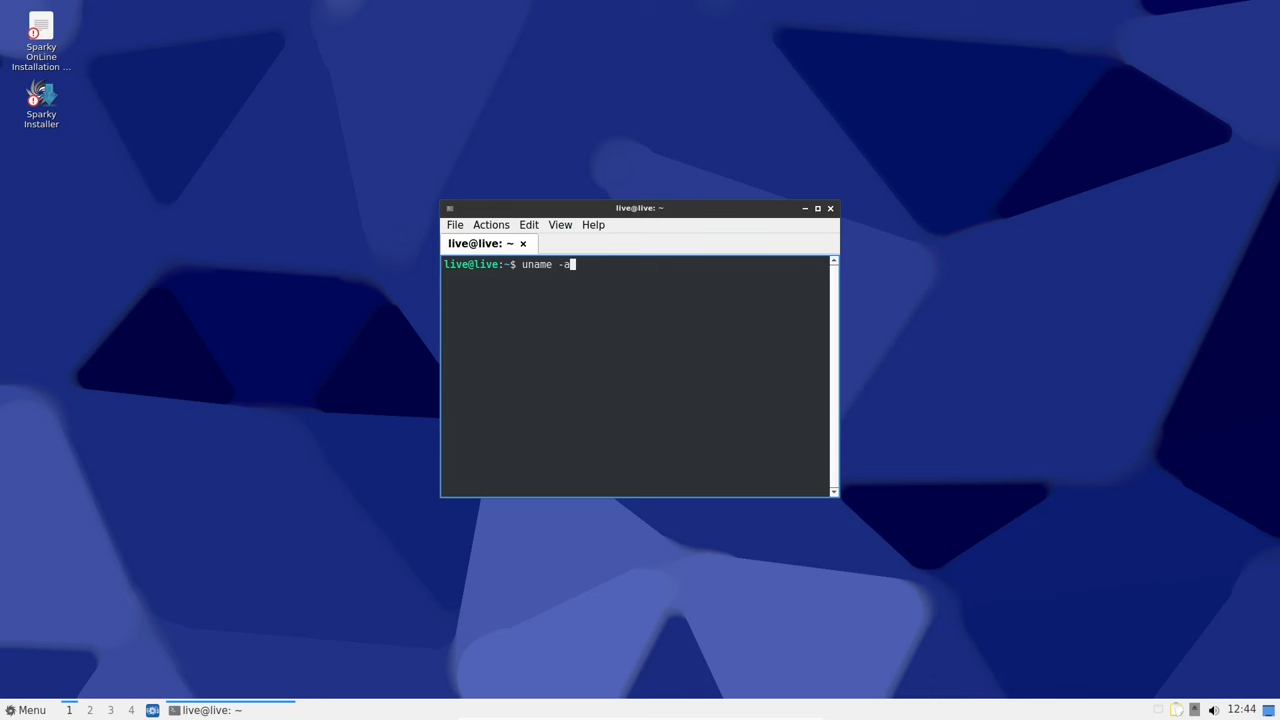 Sparky
OnLine
Installation ...
Sparky
Installer
live@live: ~
File Actions Edit View Help
live@live: ~ ×
live@live:~$ uname -a
Menu 1 2 3 4 live@live: ~ 12:44